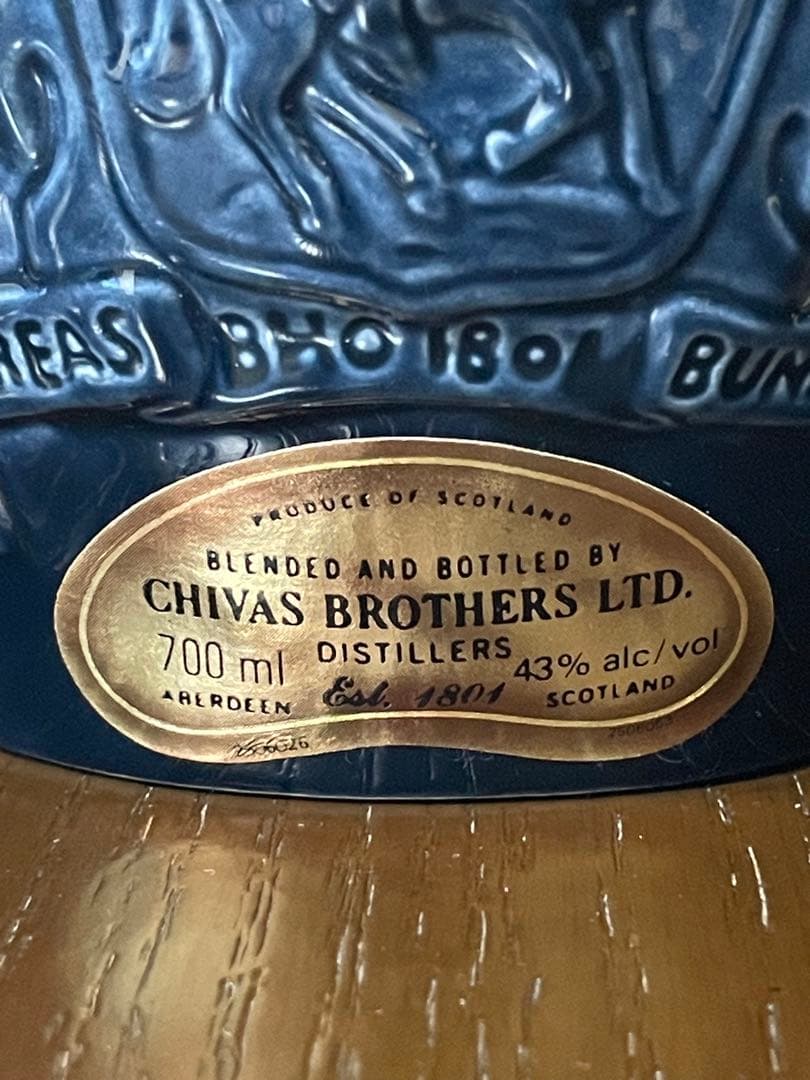 REAS BHO 1801 BUN
PRODUCE OF SCOTLAND
BLENDED AND BOTTLED BY
CHIVAS BROTHERS LTD.
700 ml DISTILLERS 43% alc/vol
ABERDEEN Est. 1801 SCOTLAND